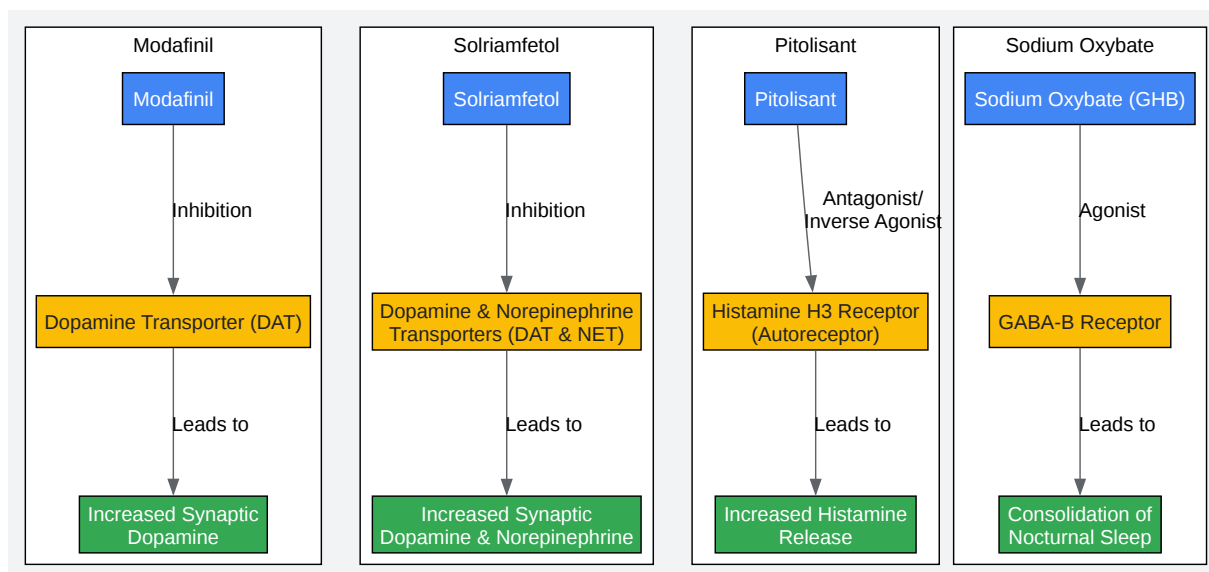 Modafinil
Modafinil
Inhibition
Dopamine Transporter (DAT)
Leads to
Increased Synaptic
Dopamine
Solriamfetol
Solriamfetol
Inhibition
Dopamine & Norepinephrine
Transporters (DAT & NET)
Leads to
Increased Synaptic
Dopamine & Norepinephrine
Pitolisant
Pitolisant
Antagonist/
Inverse Agonist
Histamine H3 Receptor
(Autoreceptor)
Leads to
Increased Histamine
Release
Sodium Oxybate
Sodium Oxybate (GHB)
Agonist
GABA-B Receptor
Leads to
Consolidation of
Nocturnal Sleep